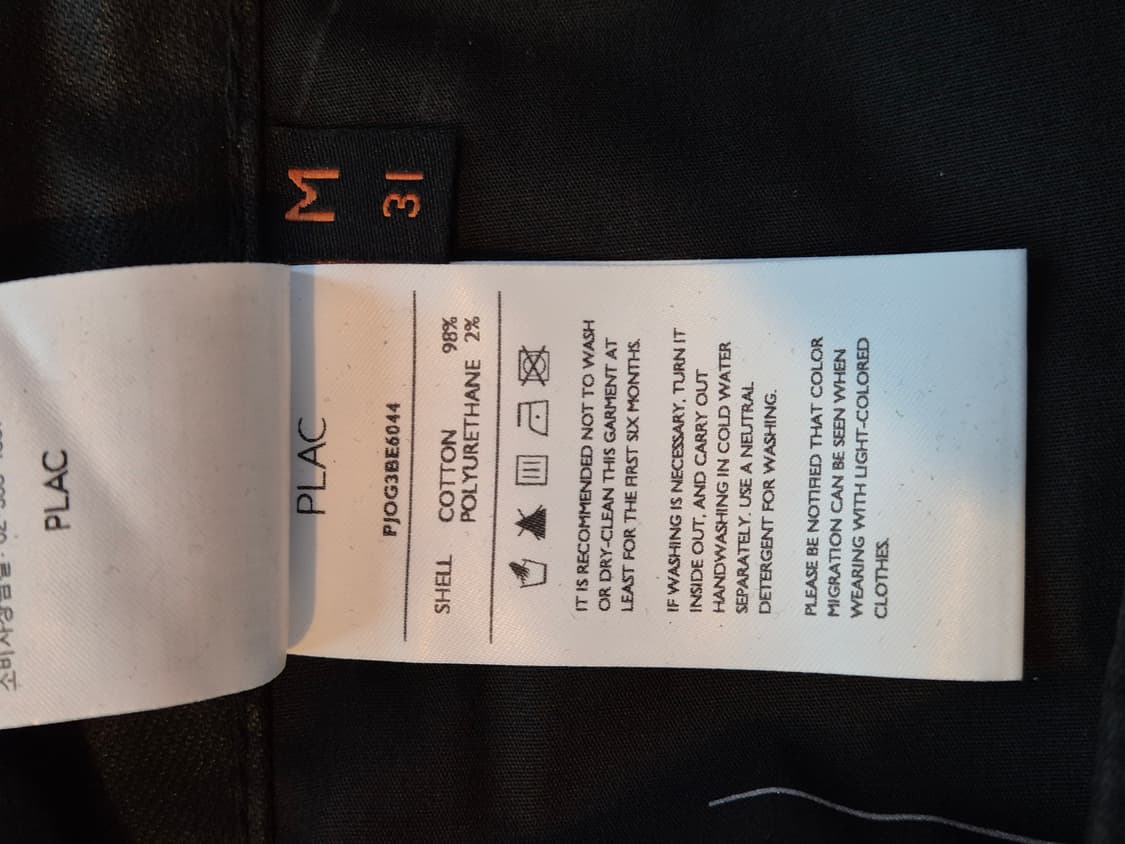 M
31
PLAC
PLAC
PJOG3BE6044
SHELL COTTON 98%
POLYURETHANE 2%
IT IS RECOMMENDED NOT TO WASH
OR DRY-CLEAN THIS GARMENT AT
LEAST FOR THE FIRST SIX MONTHS.
IF WASHING IS NECESSARY, TURN IT
INSIDE OUT, AND CARRY OUT
HANDWASHING IN COLD WATER
SEPARATELY. USE A NEUTRAL
DETERGENT FOR WASHING.
PLEASE BE NOTIFIED THAT COLOR
MIGRATION CAN BE SEEN WHEN
WEARING WITH LIGHT-COLORED
CLOTHES.